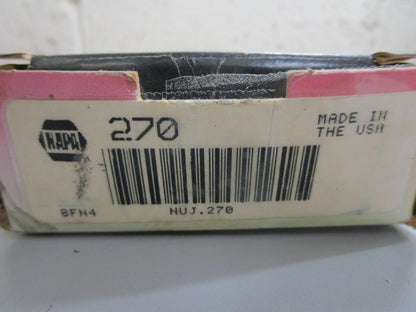 NAPA
270
MADE IN
THE USA
8FN4
NUJ.270